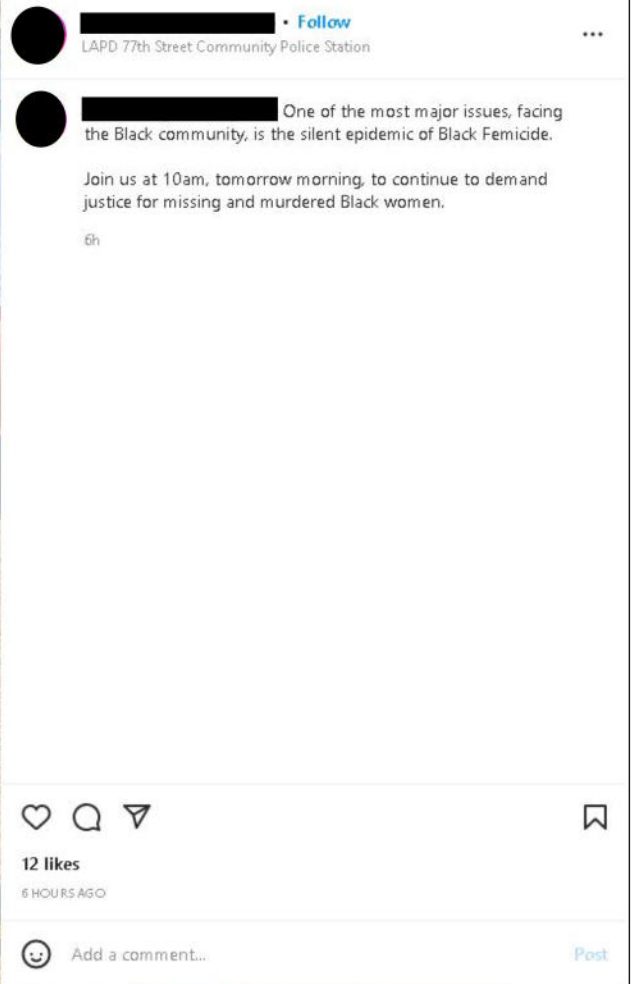 • Follow
LAPD 77th Street Community Police Station
One of the most major issues, facing
the Black community, is the silent epidemic of Black Femicide.
Join us at 10am, tomorrow morning, to continue to demand
justice for missing and murdered Black women.
6h
12 likes
6 HOURS AGO
Add a comment...
Post